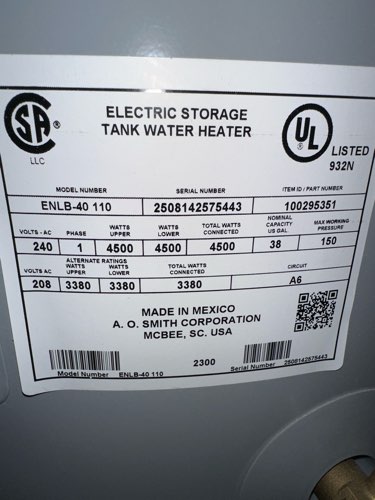 SA
LLC
ELECTRIC STORAGE
TANK WATER HEATER
UL
LISTED
932N
MODEL NUMBER SERIAL NUMBER ITEM ID / PART NUMBER
ENLB-40 110 2508142575443 100295351
VOLTS - AC PHASE WATTS UPPER WATTS LOWER TOTAL WATTS CONNECTED NOMINAL CAPACITY US GAL MAX WORKING PRESSURE
240 1 4500 4500 4500 38 150
VOLTS - AC ALTERNATE RATINGS WATTS UPPER WATTS LOWER TOTAL WATTS CONNECTED CIRCUIT
208 3380 3380 3380 A6
MADE IN MEXICO
A. O. SMITH CORPORATION
MCBEE, SC. USA
2300
Model Number ENLB-40 110
Serial Number 2508142575443